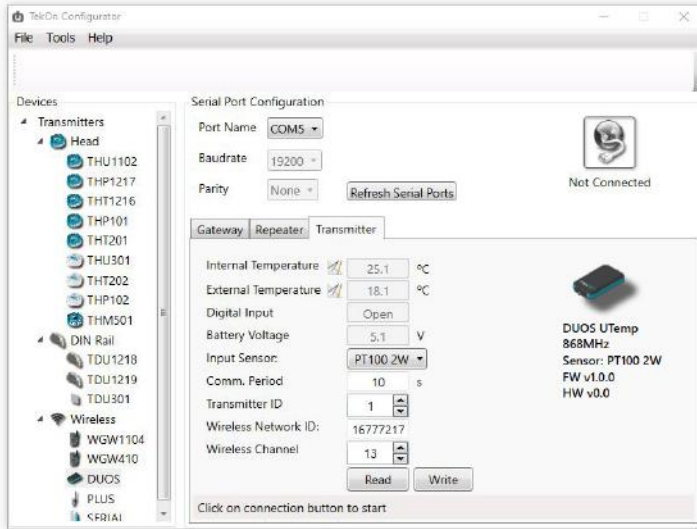 TekOn Configurator
File Tools Help
Devices
Transmitters
Head
THU1102
THP1217
THT1216
THP101
THT201
THU301
THT202
THP102
THM501
DIN Rail
TDU1218
TDU1219
TDU301
Wireless
WGW1104
WGW410
DUOS
PLUS
SERIAL
Serial Port Configuration
Port Name COM5
Baudrate 19200
Parity None Refresh Serial Ports
Not Connected
Gateway Repeater Transmitter
Internal Temperature 25.1 ºC
External Temperature 18.1 ºC
Digital Input Open
Battery Voltage 5.1 V
Input Sensor: PT100 2W
Comm. Period 10 s
Transmitter ID 1
Wireless Network ID: 16777217
Wireless Channel 13
Read Write
DUOS UTemp
868MHz
Sensor: PT100 2W
FW v1.0.0
HW v0.0
Click on connection button to start